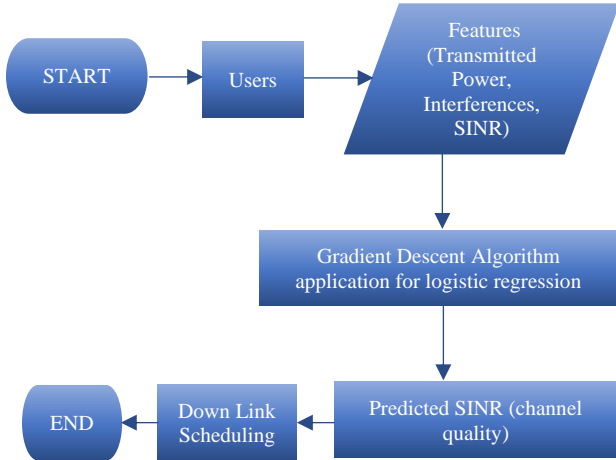 START
Users
Features
(Transmitted
Power,
Interferences,
SINR)
Gradient Descent Algorithm
application for logistic regression
Predicted SINR (channel
quality)
Down Link
Scheduling
END